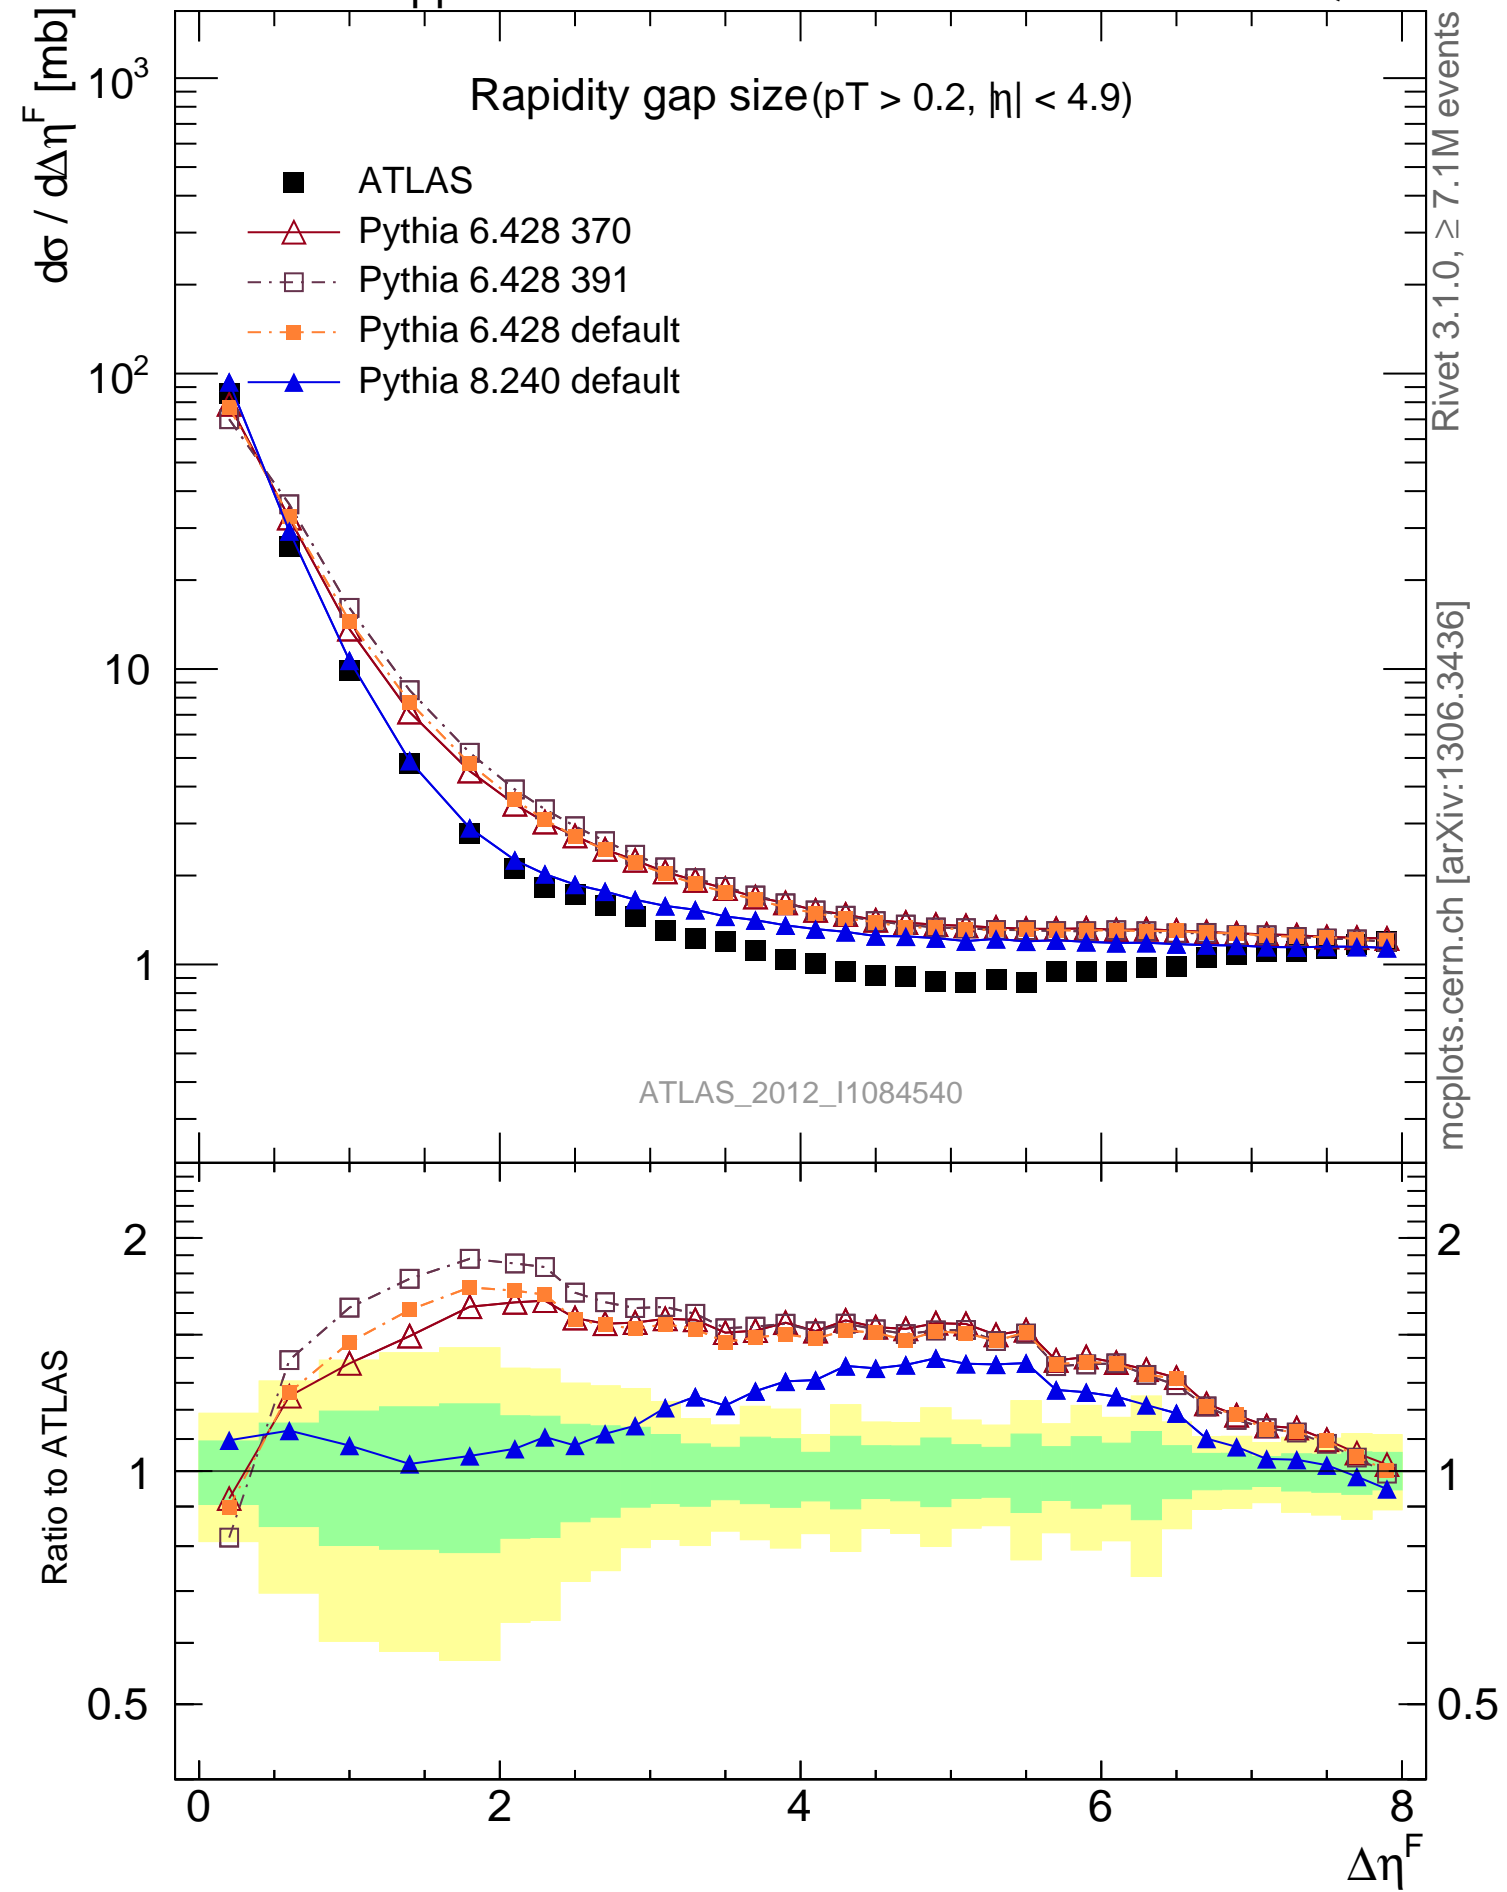 dσ / dΔη^F [mb]
Rapidity gap size (pT > 0.2, |η| < 4.9)
ATLAS
Pythia 6.428 370
Pythia 6.428 391
Pythia 6.428 default
Pythia 8.240 default
10^3
10^2
10
1
ATLAS_2012_I1084540
Rivet 3.1.0, ≥ 7.1M events
mcplots.cern.ch [arXiv:1306.3436]
Ratio to ATLAS
2
1
0.5
2
1
0.5
0 2 4 6 8
Δη^F